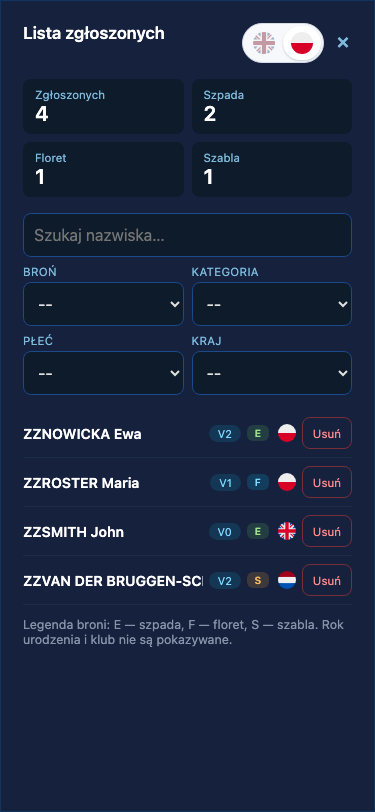 Lista zgłoszonych
×
Zgłoszonych
4
Szpada
2
Floret
1
Szabla
1
Szukaj nazwiska...
BROŃ
KATEGORIA
--
--
PŁEĆ
KRAJ
--
--
ZZNOWICKA Ewa V2 E Usuń
ZZROSTER Maria V1 F Usuń
ZZSMITH John V0 E Usuń
ZZVAN DER BRUGGEN-SC V2 S Usuń
Legenda broni: E — szpada, F — floret, S — szabla. Rok
urodzenia i klub nie są pokazywane.